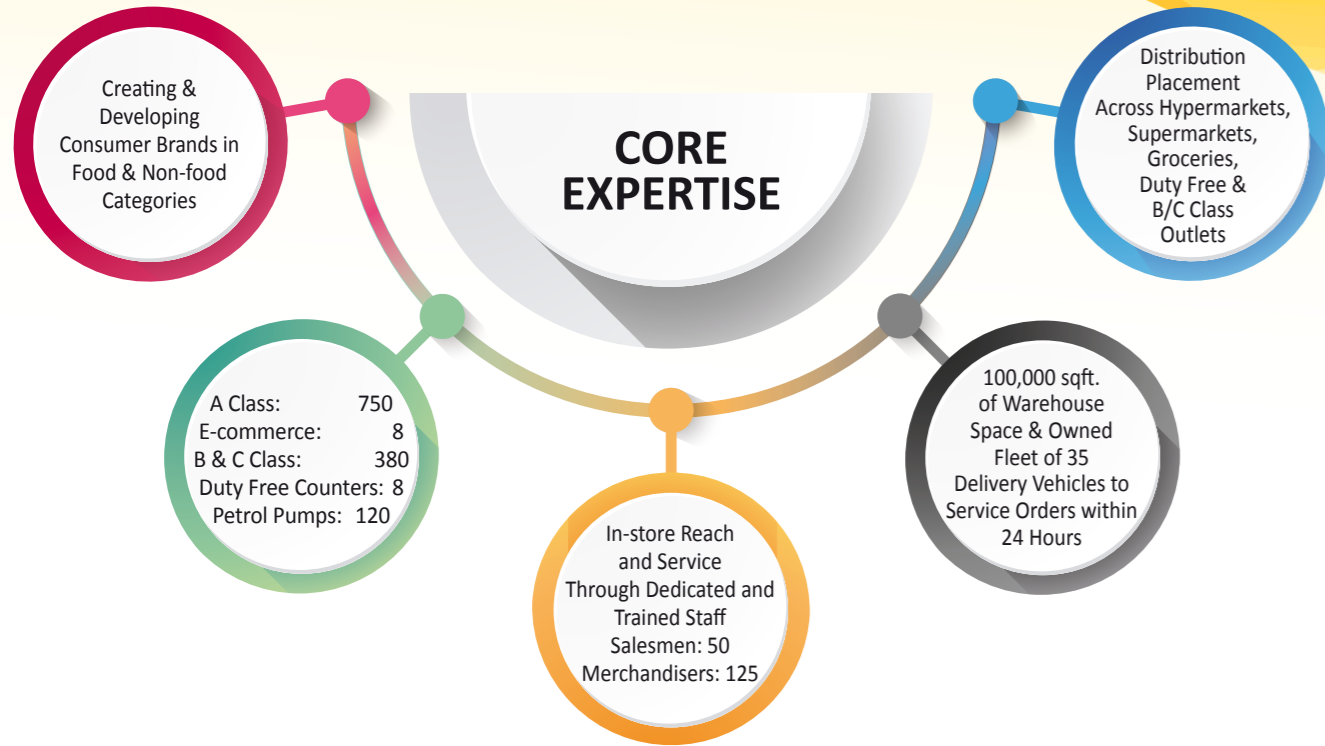 CORE
EXPERTISE
Creating &
Developing
Consumer Brands in
Food & Non-food
Categories
A Class: 750
E-commerce: 8
B & C Class: 380
Duty Free Counters: 8
Petrol Pumps: 120
In-store Reach
and Service
Through Dedicated and
Trained Staff
Salesmen: 50
Merchandisers: 125
100,000 sqft.
of Warehouse
Space & Owned
Fleet of 35
Delivery Vehicles to
Service Orders within
24 Hours
Distribution
Placement
Across Hypermarkets,
Supermarkets,
Groceries,
Duty Free &
B/C Class
Outlets